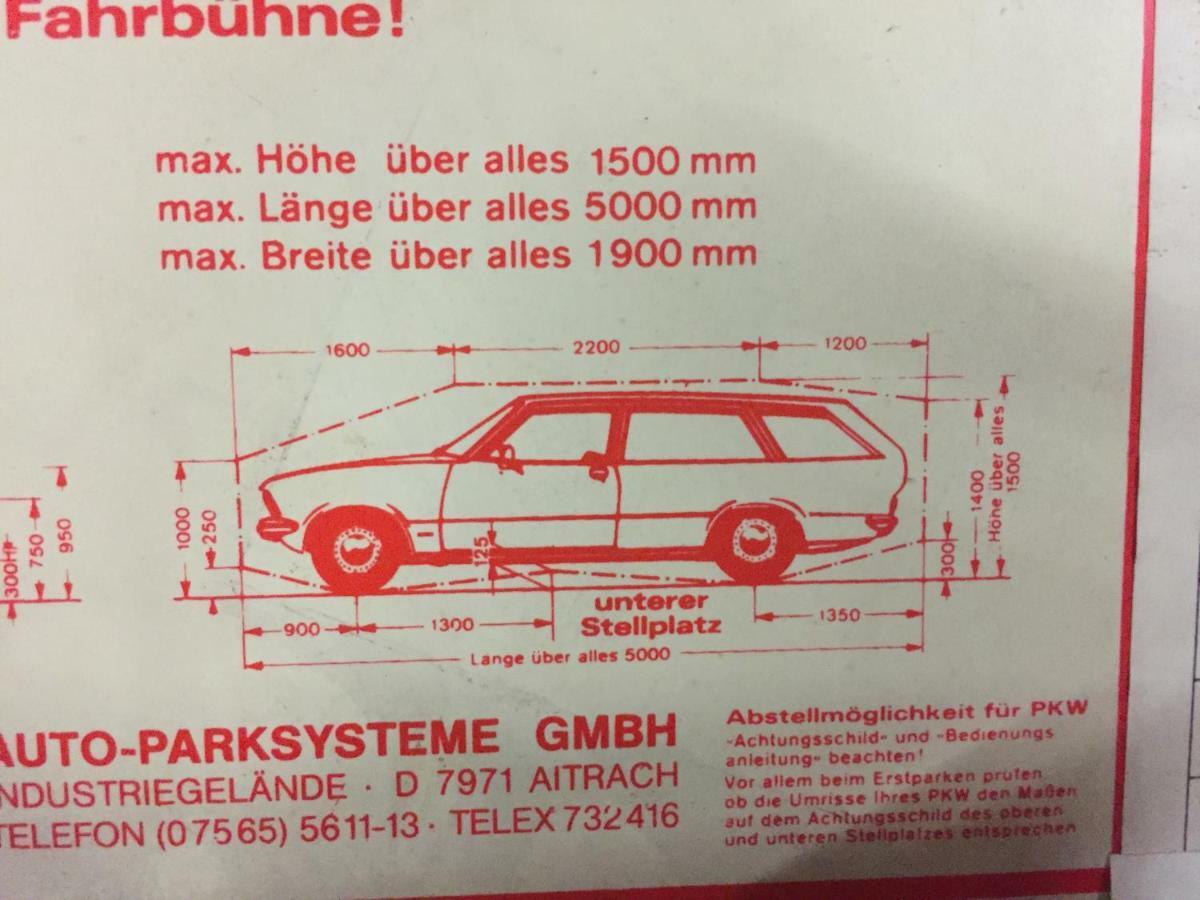 Fahrbühne!
max. Höhe über alles 1500 mm
max. Länge über alles 5000 mm
max. Breite über alles 1900 mm
1600 2200 1200
300HP
750
950
1000
250
125
300
1400
Höhe über alles
1500
900 1300 1350
unterer
Stellplatz
Lange über alles 5000
AUTO-PARKSYSTEME GMBH
INDUSTRIEGELÄNDE · D 7971 AITRACH
TELEFON (07565) 5611-13 · TELEX 732416
Abstellmöglichkeit für PKW
-Achtungsschild- und -Bedienungs
anleitung- beachten!
Vor allem beim Erstparken prüfen
ob die Umrisse Ihres PKW den Maßen
auf dem Achtungsschild des oberen
und unteren Stellplatzes entsprechen